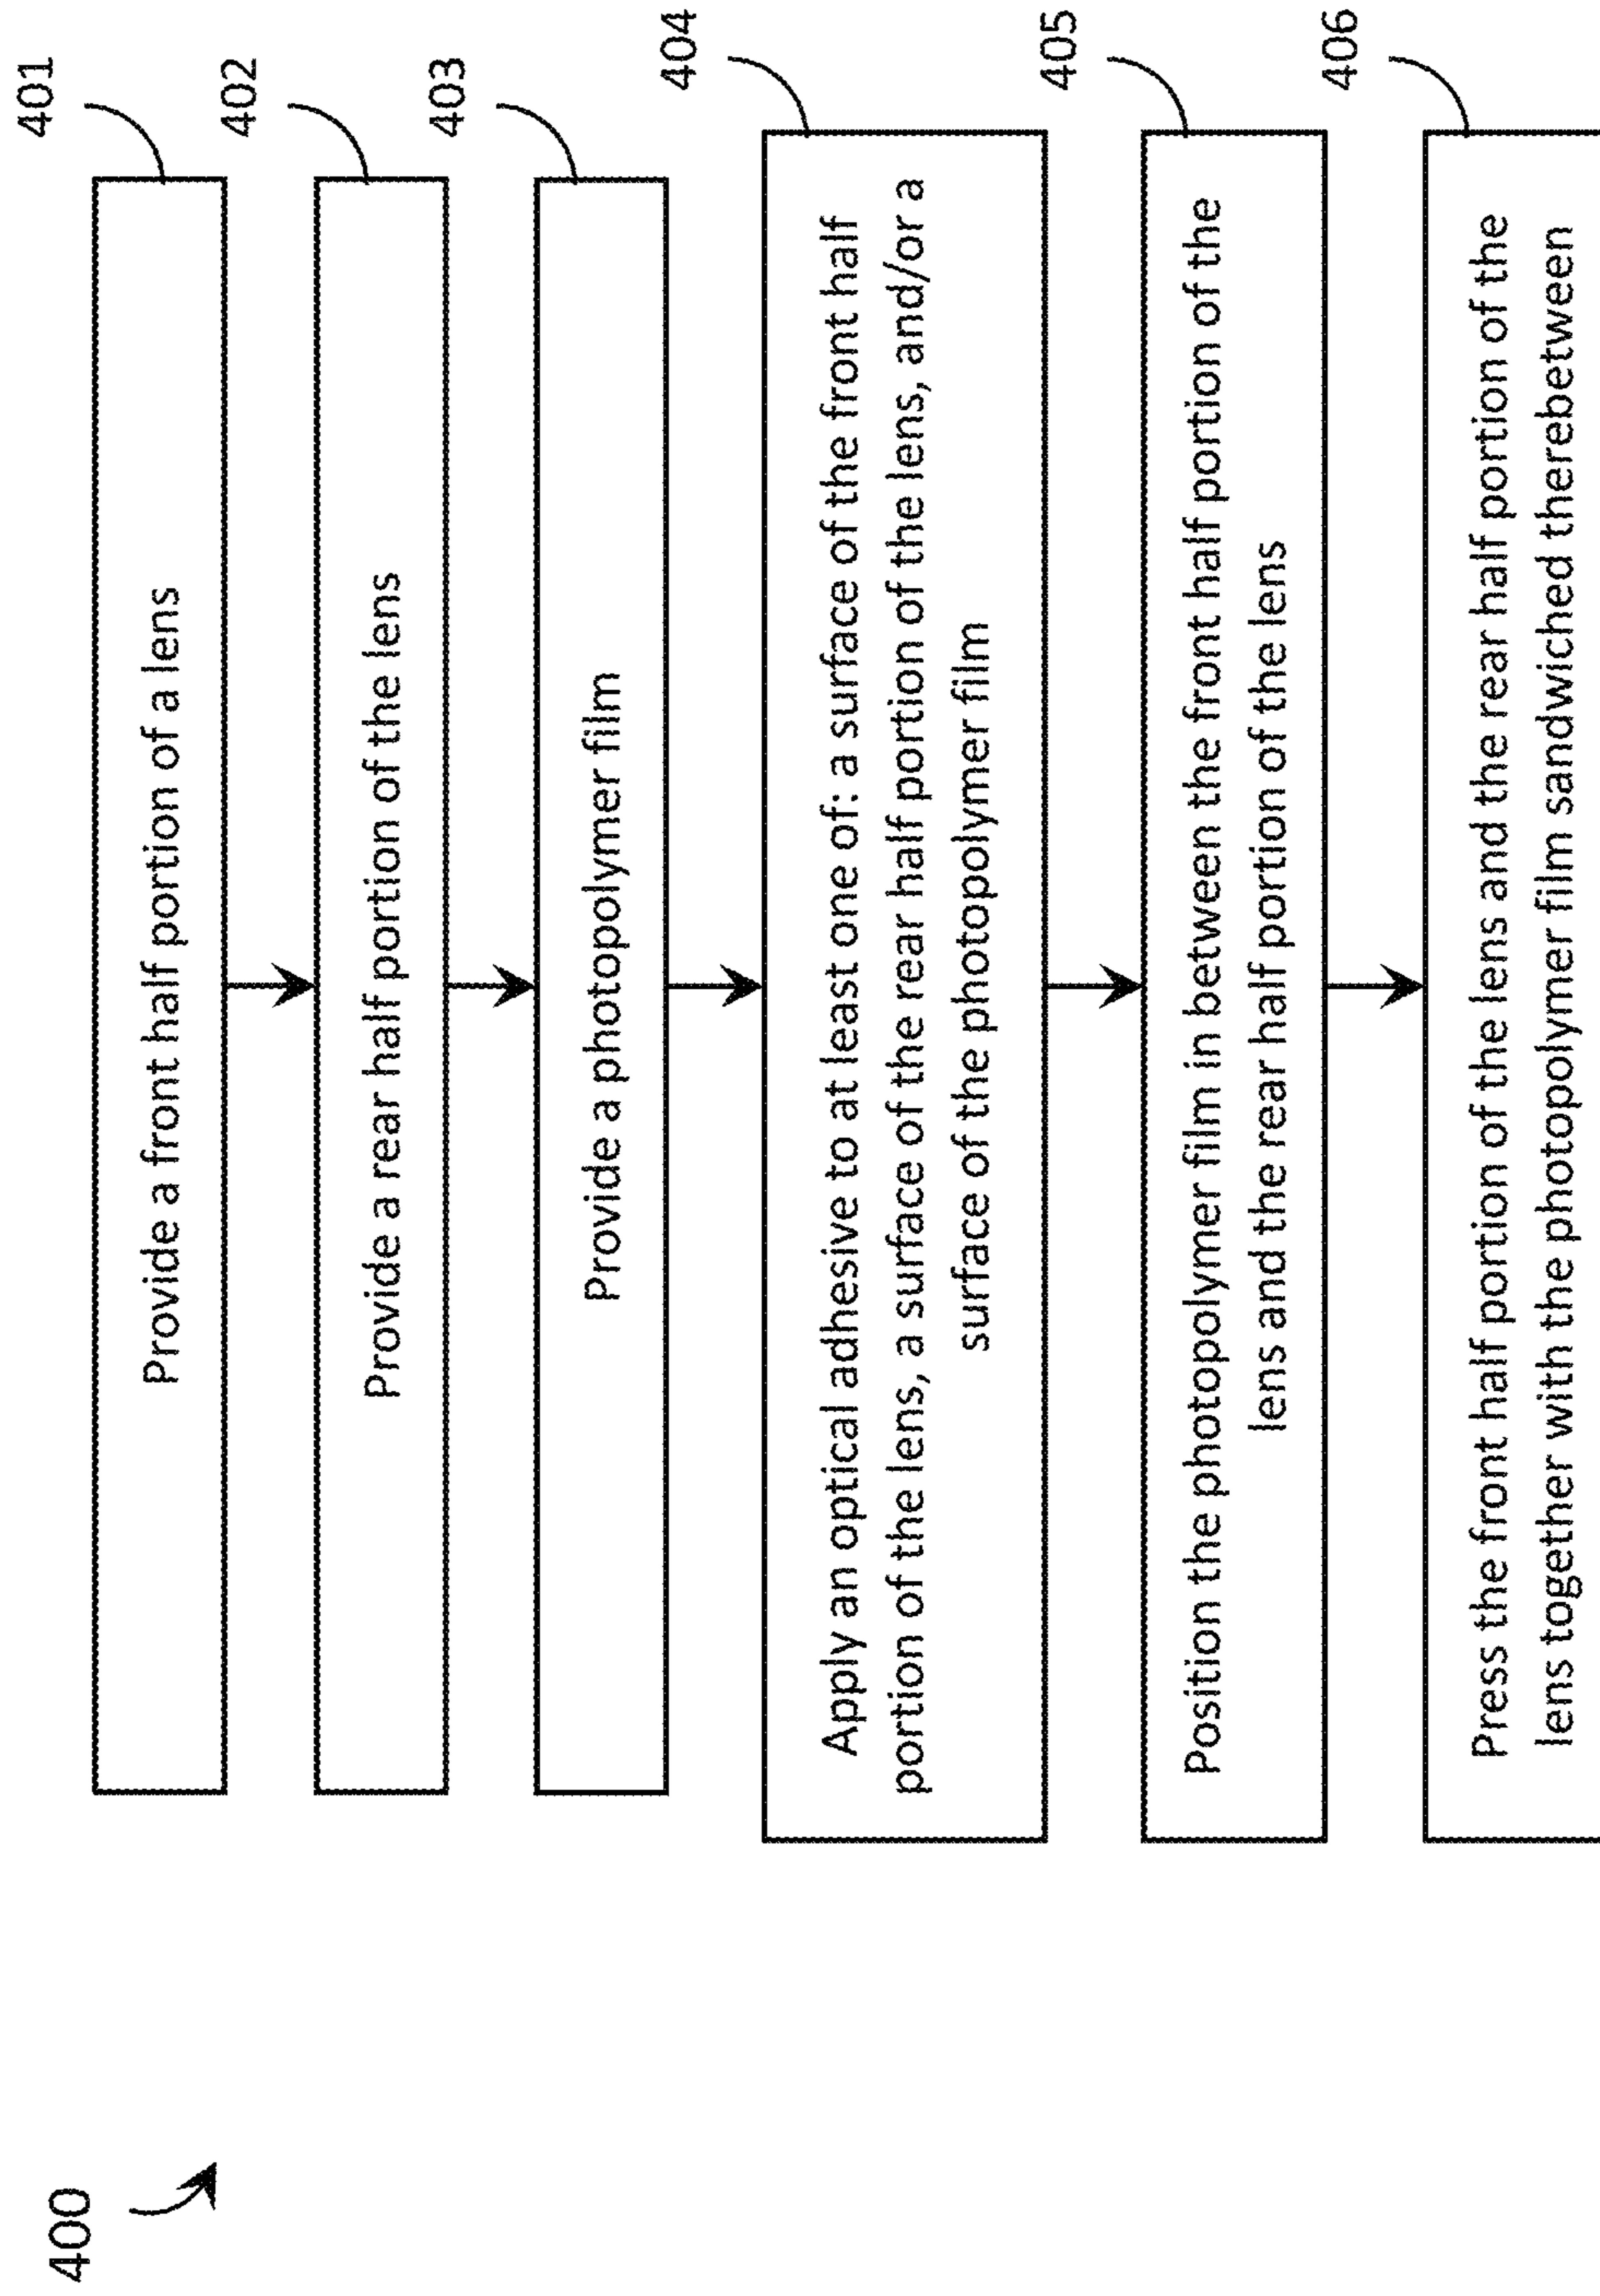 400
401
Provide a front half portion of a lens
402
Provide a rear half portion of the lens
403
Provide a photopolymer film
404
Apply an optical adhesive to at least one of: a surface of the front half
portion of the lens, a surface of the rear half portion of the lens, and/or a
surface of the photopolymer film
405
Position the photopolymer film in between the front half portion of the
lens and the rear half portion of the lens
406
Press the front half portion of the lens and the rear half portion of the
lens together with the photopolymer film sandwiched therebetween